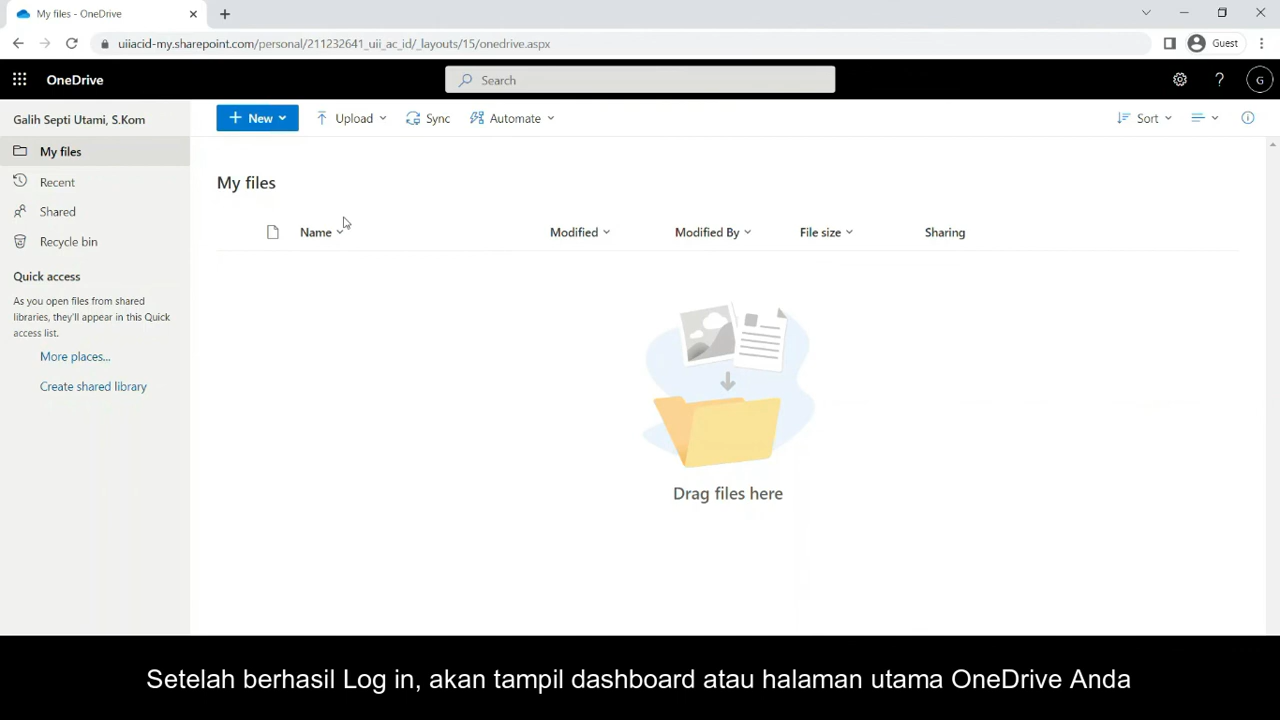 My files - OneDrive
uiiacid-my.sharepoint.com/personal/211232641_uii_ac_id/_layouts/15/onedrive.aspx
Guest
OneDrive
Search
?
G
Galih Septi Utami, S.Kom
New
Upload
Sync
Automate
Sort
My files
Recent
Shared
Recycle bin
Quick access
As you open files from shared
libraries, they'll appear in this Quick
access list.
More places...
Create shared library
My files
Name
Modified
Modified By
File size
Sharing
Drag files here
Setelah berhasil Log in, akan tampil dashboard atau halaman utama OneDrive Anda